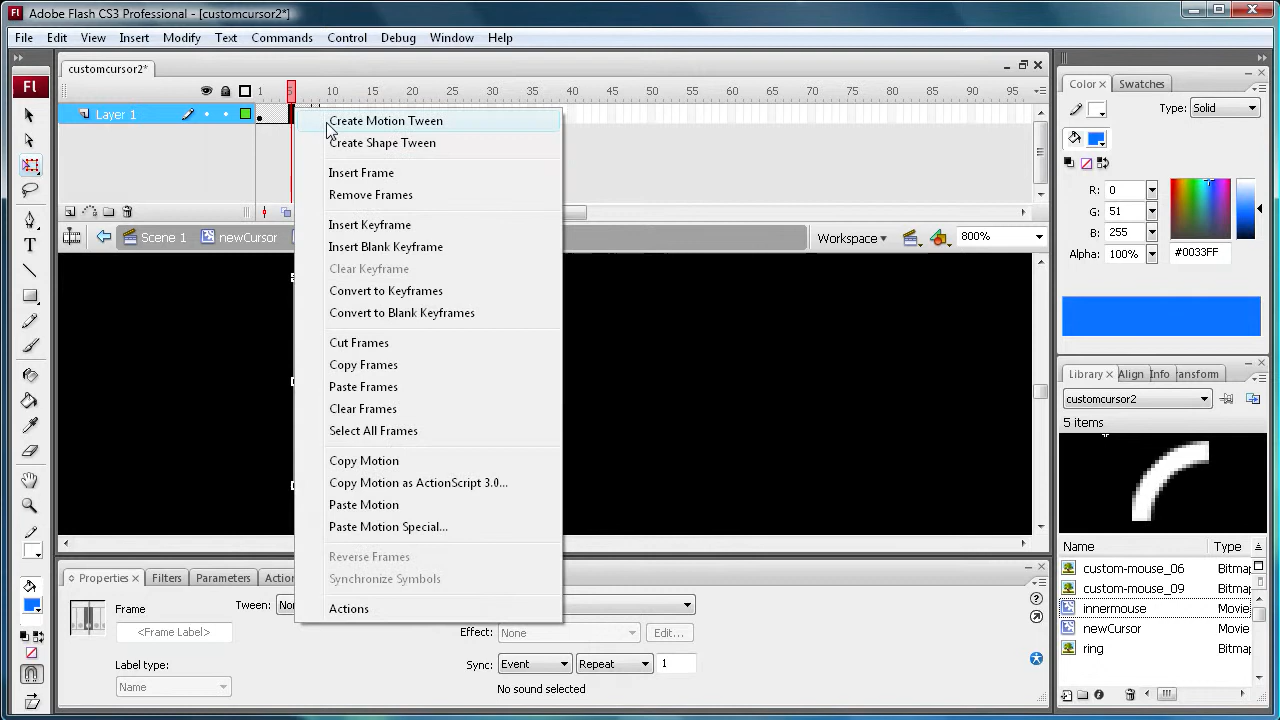 Fl Adobe Flash CS3 Professional - [customcursor2*]
File Edit View Insert Modify Text Commands Control Debug Window Help
customcursor2*
Fl
1 5 10 15 20 25 30 35 40 45 50 55 60 65 70 75 80 85 90 95
Layer 1
Scene 1 newCursor
Workspace 800%
Create Motion Tween
Create Shape Tween
Insert Frame
Remove Frames
Insert Keyframe
Insert Blank Keyframe
Clear Keyframe
Convert to Keyframes
Convert to Blank Keyframes
Cut Frames
Copy Frames
Paste Frames
Clear Frames
Select All Frames
Copy Motion
Copy Motion as ActionScript 3.0...
Paste Motion
Paste Motion Special...
Reverse Frames
Synchronize Symbols
Actions
Color Swatches
Type: Solid
R: 0
G: 51
B: 255
Alpha: 100% #0033FF
Library Align Info ransform
customcursor2
5 items
Name Type
custom-mouse_06 Bitmap
custom-mouse_09 Bitmap
innermouse Movie
newCursor Movie
ring Bitmap
Properties Filters Parameters Action
Frame
<Frame Label>
Label type:
Name
Tween:
Effect: None Edit...
Sync: Event Repeat 1
No sound selected